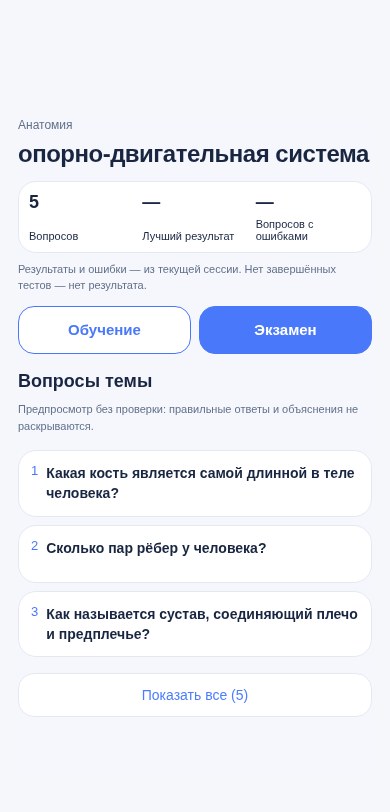 Анатомия
опорно-двигательная система
5
Вопросов
—
Лучший результат
—
Вопросов с
ошибками
Результаты и ошибки — из текущей сессии. Нет завершённых
тестов — нет результата.
Обучение
Экзамен
Вопросы темы
Предпросмотр без проверки: правильные ответы и объяснения не
раскрываются.
1 Какая кость является самой длинной в теле
человека?
2 Сколько пар рёбер у человека?
3 Как называется сустав, соединяющий плечо
и предплечье?
Показать все (5)